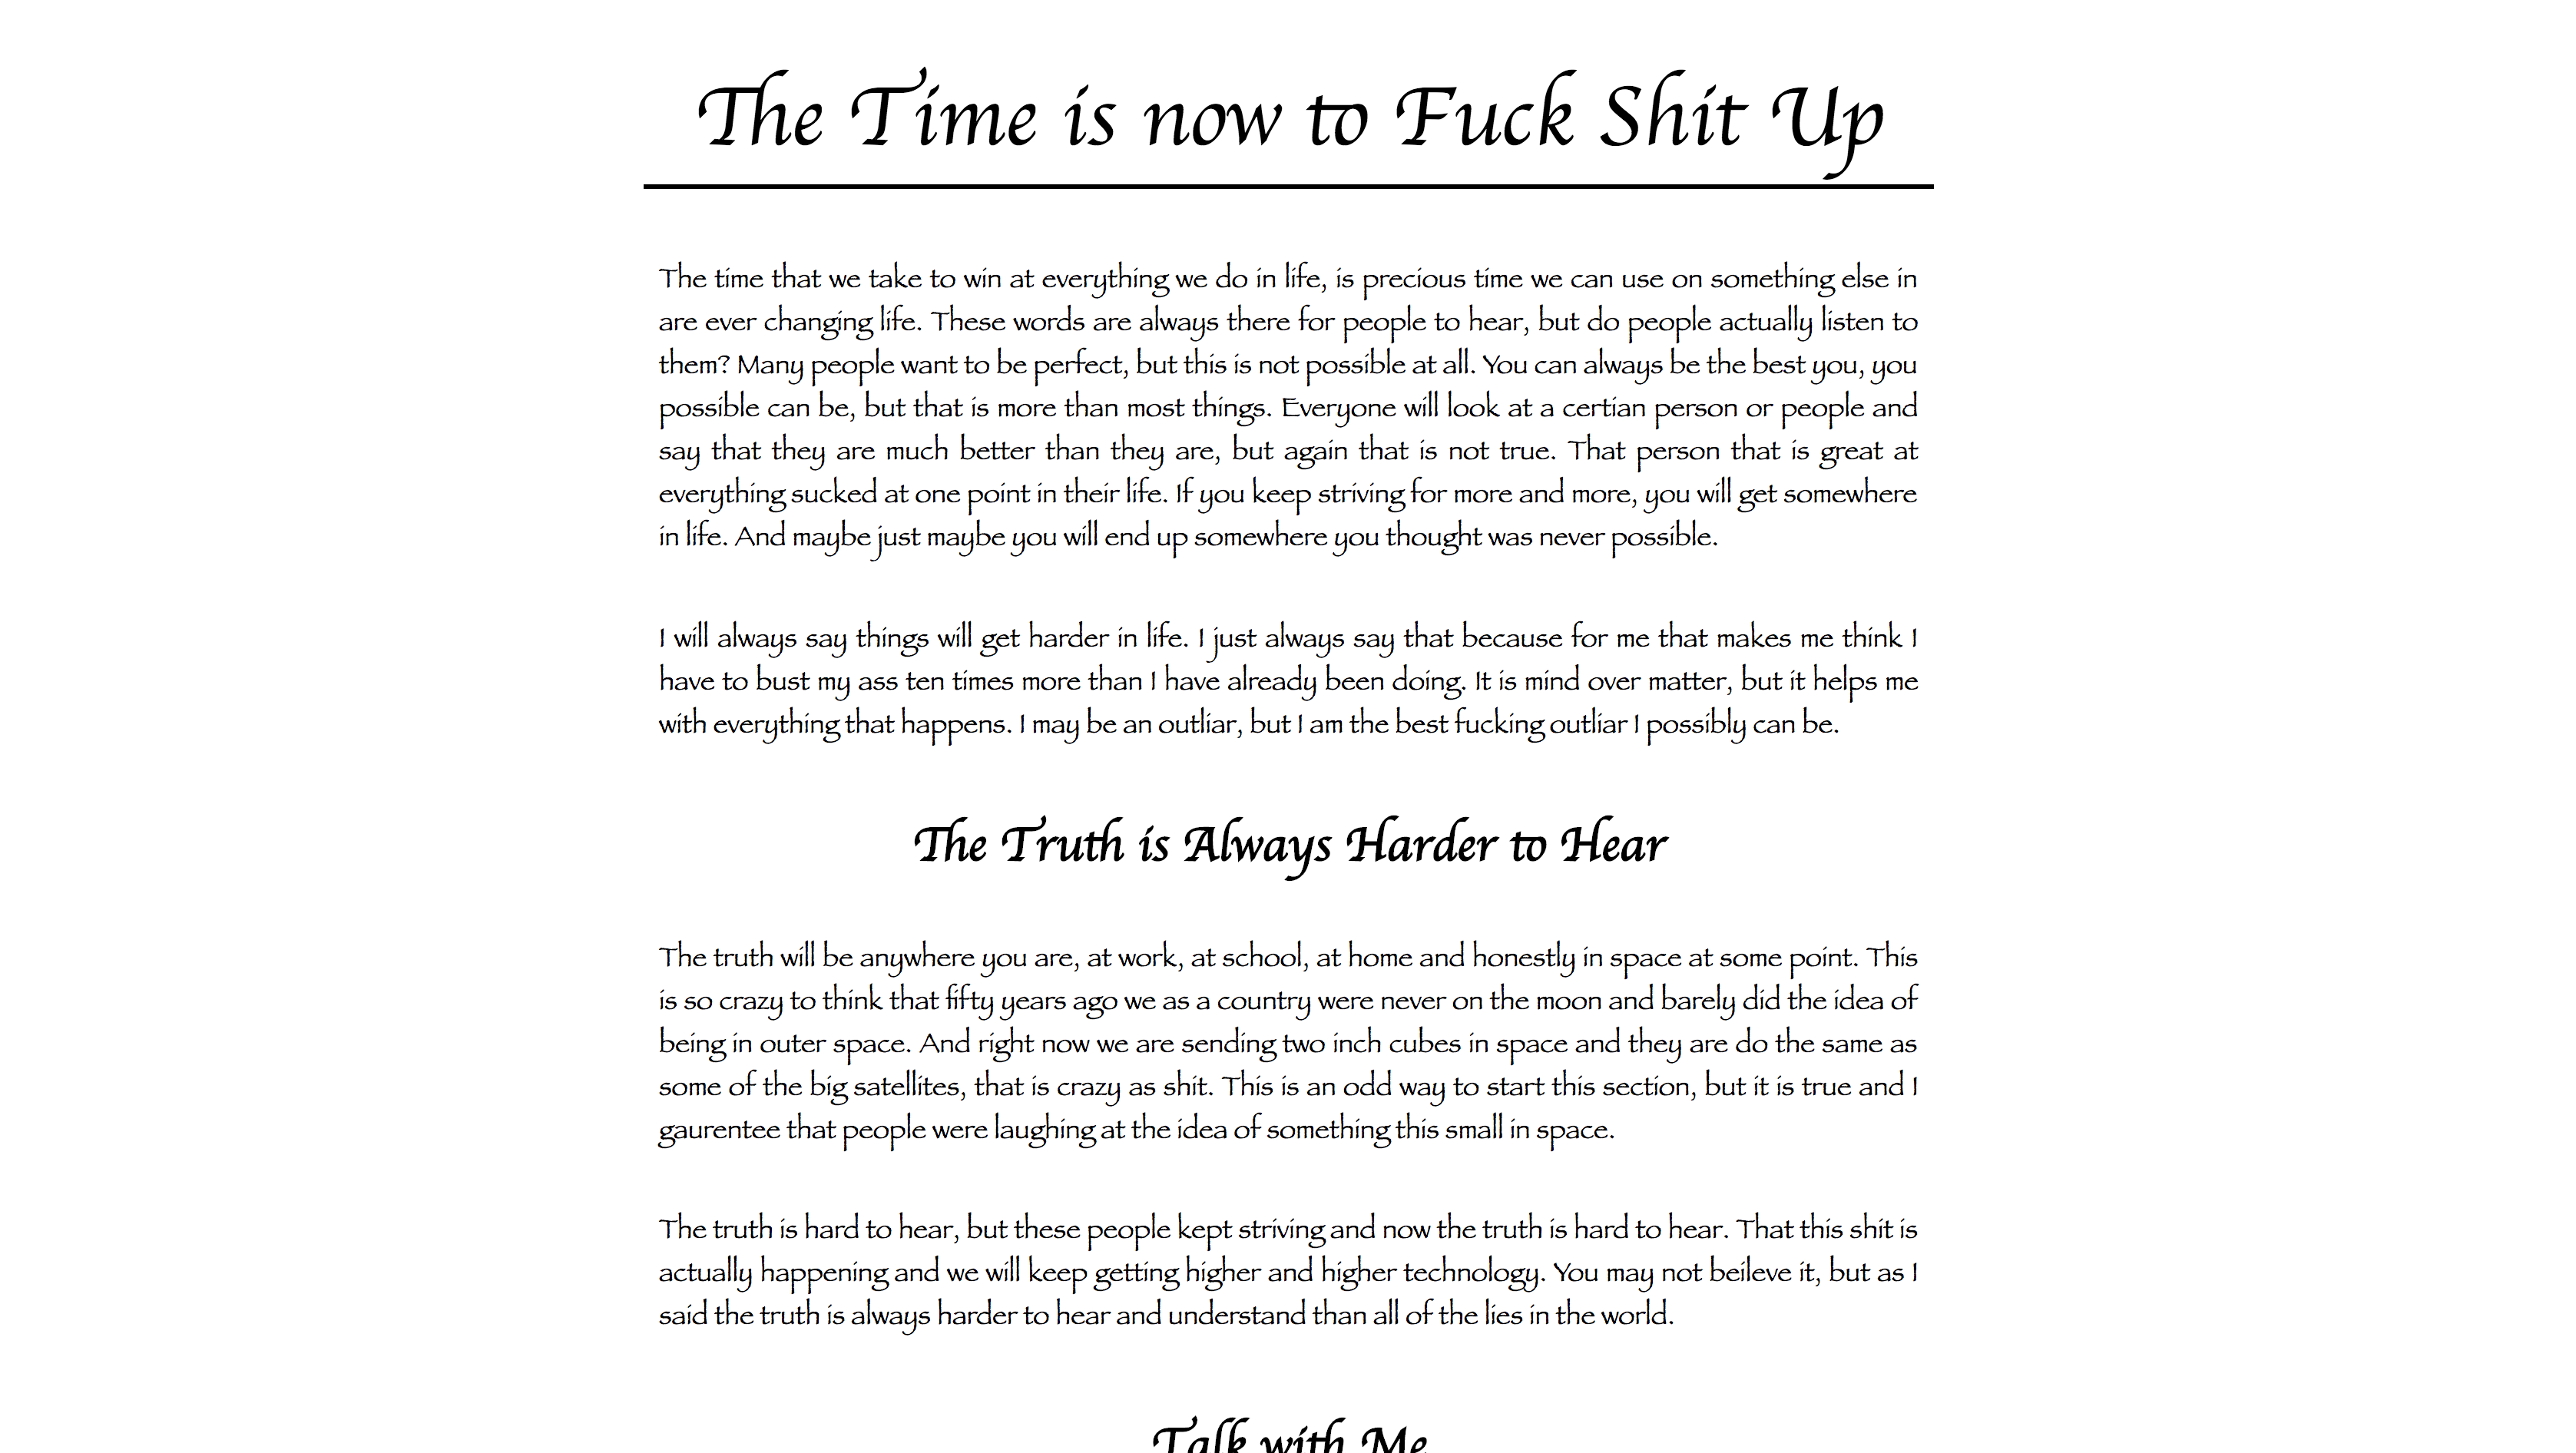 The Time is now to Fuck Shit Up
The time that we take to win at everything we do in life, is precious time we can use on something else in
are ever changing life. These words are always there for people to hear, but do people actually listen to
them? Many people want to be perfect, but this is not possible at all. You can always be the best you, you
possible can be, but that is more than most things. Everyone will look at a certian person or people and
say that they are much better than they are, but again that is not true. That person that is great at
everything sucked at one point in their life. If you keep striving for more and more, you will get somewhere
in life. And maybe just maybe you will end up somewhere you thought was never possible.
I will always say things will get harder in life. I just always say that because for me that makes me think I
have to bust my ass ten times more than I have already been doing. It is mind over matter, but it helps me
with everything that happens. I may be an outliar, but I am the best fucking outliar I possibly can be.
The Truth is Always Harder to Hear
The truth will be anywhere you are, at work, at school, at home and honestly in space at some point. This
is so crazy to think that fifty years ago we as a country were never on the moon and barely did the idea of
being in outer space. And right now we are sending two inch cubes in space and they are do the same as
some of the big satellites, that is crazy as shit. This is an odd way to start this section, but it is true and I
gaurentee that people were laughing at the idea of something this small in space.
The truth is hard to hear, but these people kept striving and now the truth is hard to hear. That this shit is
actually happening and we will keep getting higher and higher technology. You may not beileve it, but as I
said the truth is always harder to hear and understand than all of the lies in the world.
Talk with Me